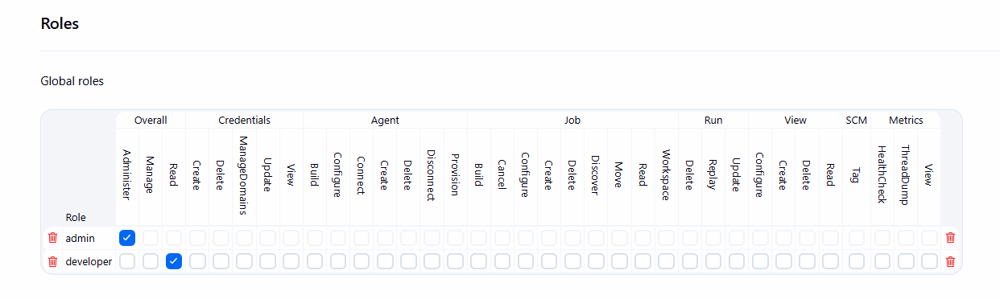 Roles
Global roles
Overall Credentials Agent Job Run View SCM Metrics
Role Administer Manage Read Create Delete ManageDomains Update View Build Configure Connect Create Delete Disconnect Provision Build Cancel Configure Create Delete Discover Move Read Workspace Delete Replay Update Configure Create Delete Read Tag HealthCheck ThreadDump View
admin
developer